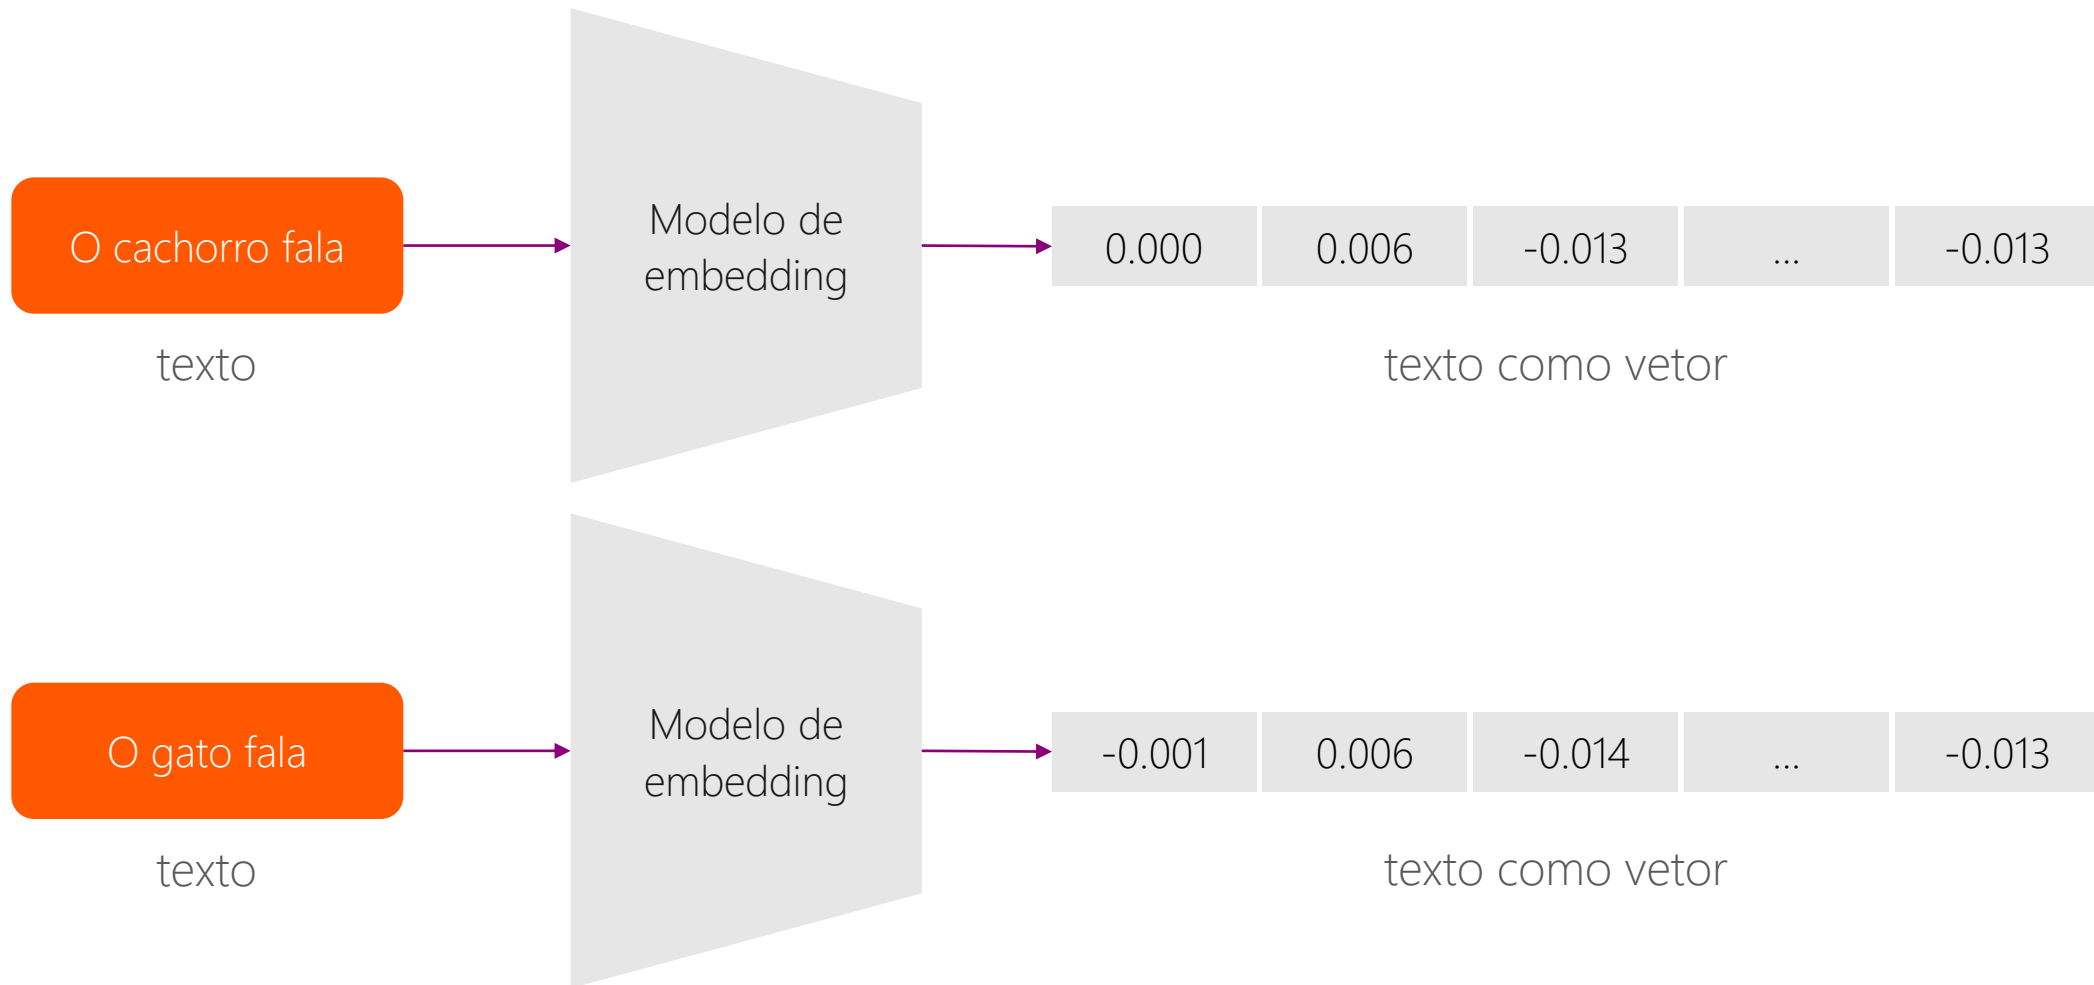 O cachorro fala
texto
Modelo de
embedding
0.000 0.006 -0.013 ... -0.013
texto como vetor
O gato fala
texto
Modelo de
embedding
-0.001 0.006 -0.014 ... -0.013
texto como vetor